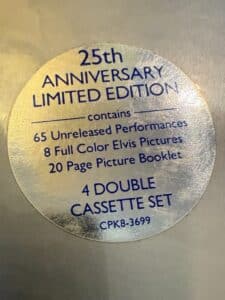 25th
ANNIVERSARY
LIMITED EDITION
contains
65 Unreleased Performances
8 Full Color Elvis Pictures
20 Page Picture Booklet
4 DOUBLE
CASSETTE SET
CPK8-3699